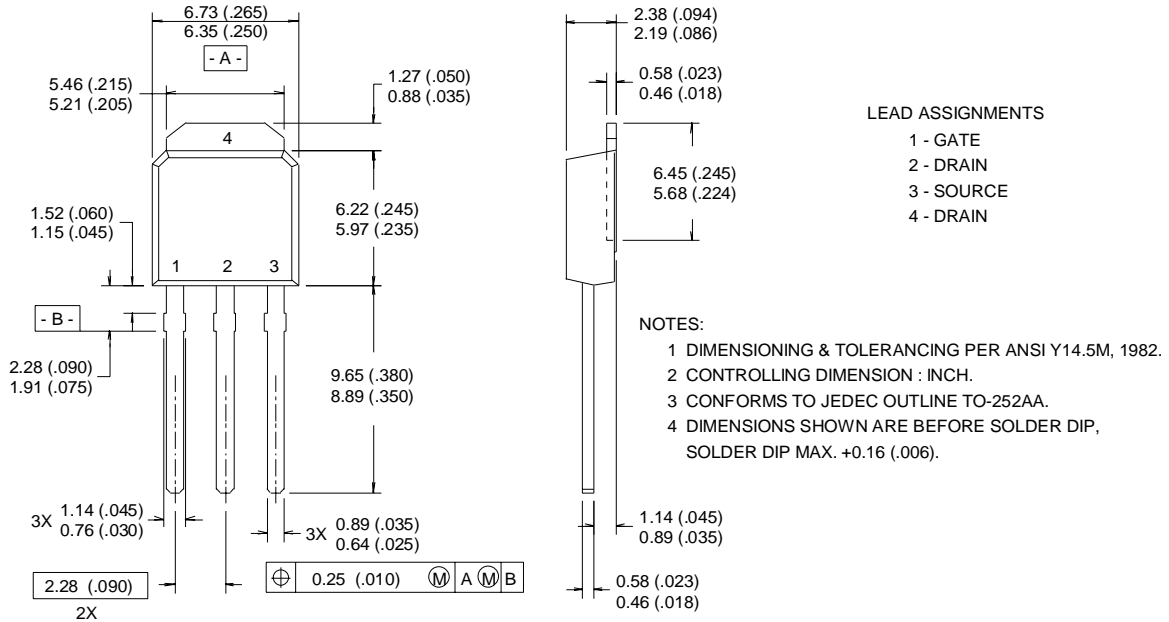 6.73 (.265)
6.35 (.250)
- A -
5.46 (.215)
5.21 (.205)
1.27 (.050)
0.88 (.035)
4
6.22 (.245)
5.97 (.235)
1.52 (.060)
1.15 (.045)
1 2 3
- B -
2.28 (.090)
1.91 (.075)
9.65 (.380)
8.89 (.350)
3X 1.14 (.045)
0.76 (.030)
3X 0.89 (.035)
0.64 (.025)
2.28 (.090)
2X
⌖ 0.25 (.010) Ⓜ A Ⓜ B
2.38 (.094)
2.19 (.086)
0.58 (.023)
0.46 (.018)
6.45 (.245)
5.68 (.224)
1.14 (.045)
0.89 (.035)
0.58 (.023)
0.46 (.018)
LEAD ASSIGNMENTS
1 - GATE
2 - DRAIN
3 - SOURCE
4 - DRAIN
NOTES:
1 DIMENSIONING & TOLERANCING PER ANSI Y14.5M, 1982.
2 CONTROLLING DIMENSION : INCH.
3 CONFORMS TO JEDEC OUTLINE TO-252AA.
4 DIMENSIONS SHOWN ARE BEFORE SOLDER DIP,
SOLDER DIP MAX. +0.16 (.006).